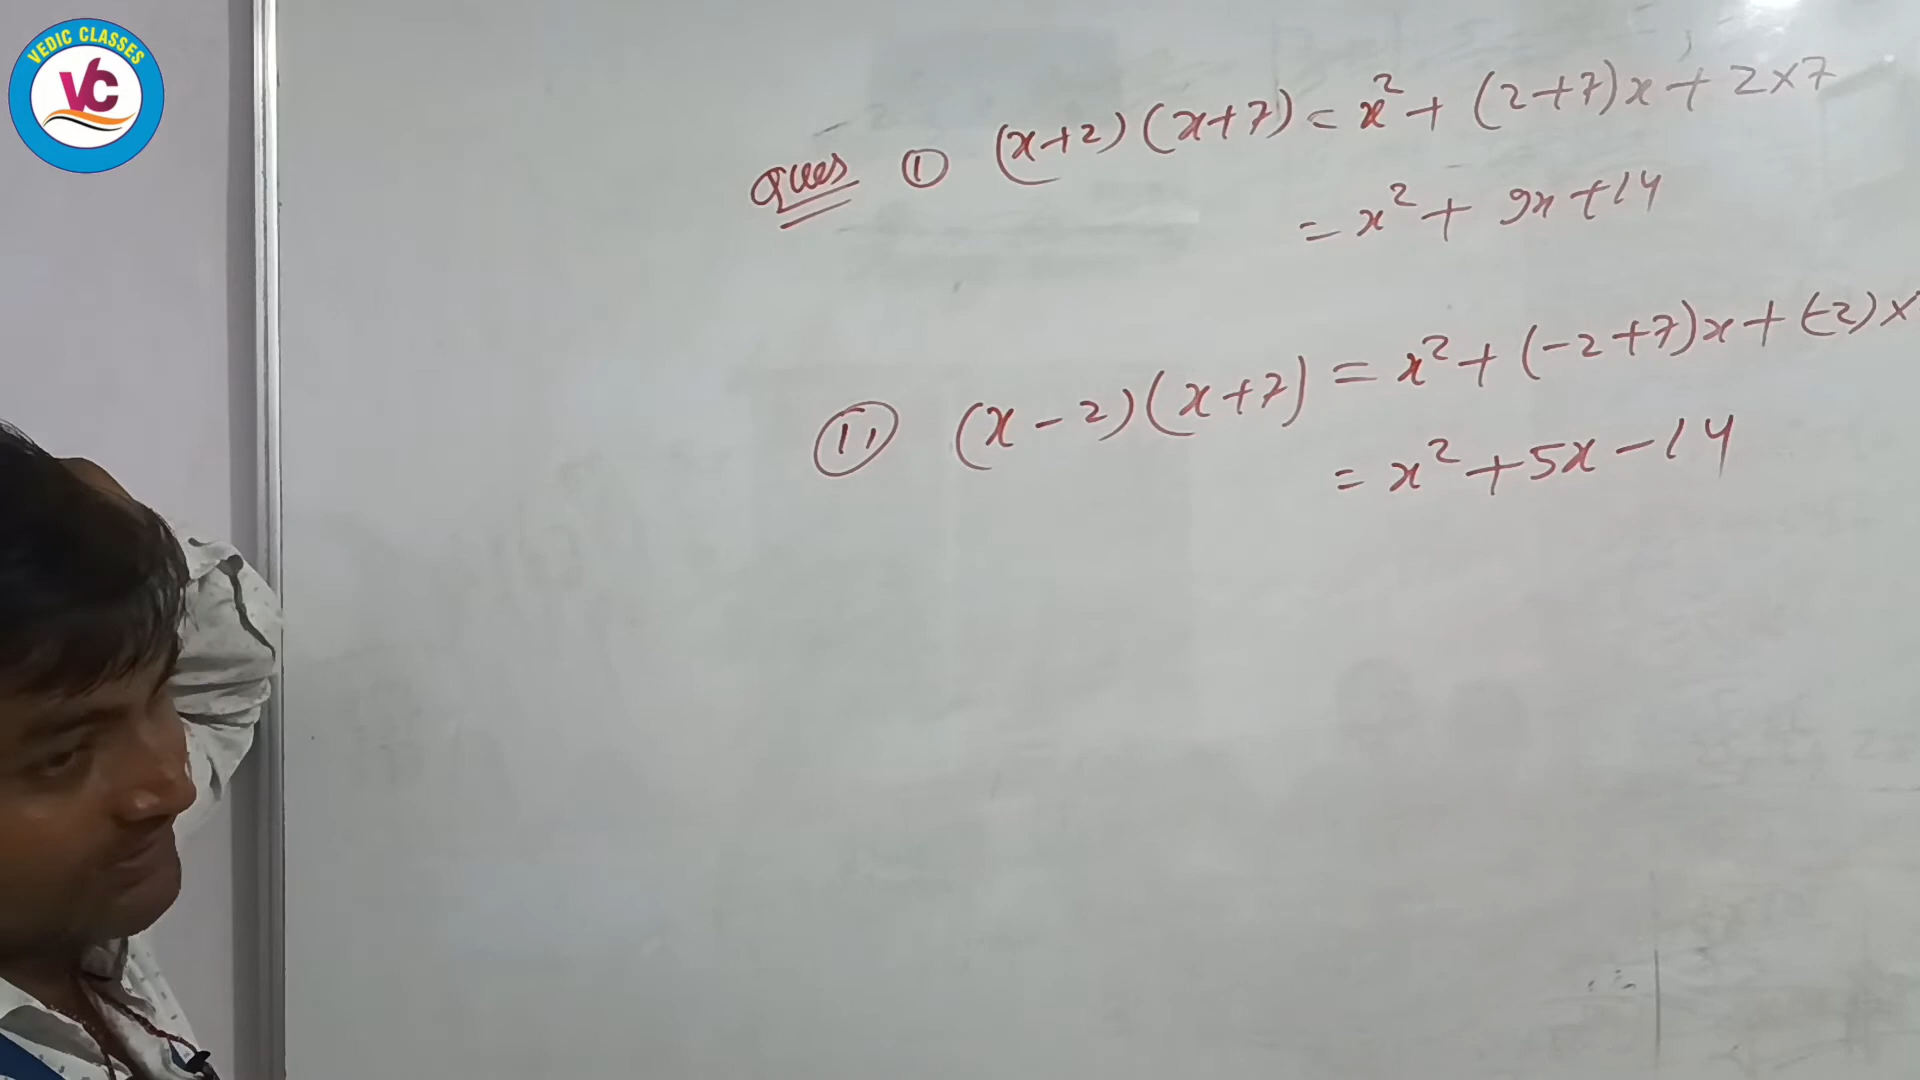 VEDIC CLASSES
VC
Ques ① (x+2)(x+7) = x² + (2+7)x + 2×7
= x² + 9x + 14
(ii) (x-2)(x+7) = x² + (-2+7)x + (-2)×
= x² + 5x - 14